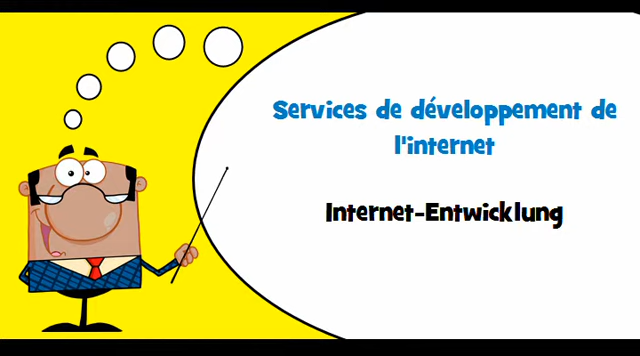 Services de développement de
l'internet
Internet-Entwicklung